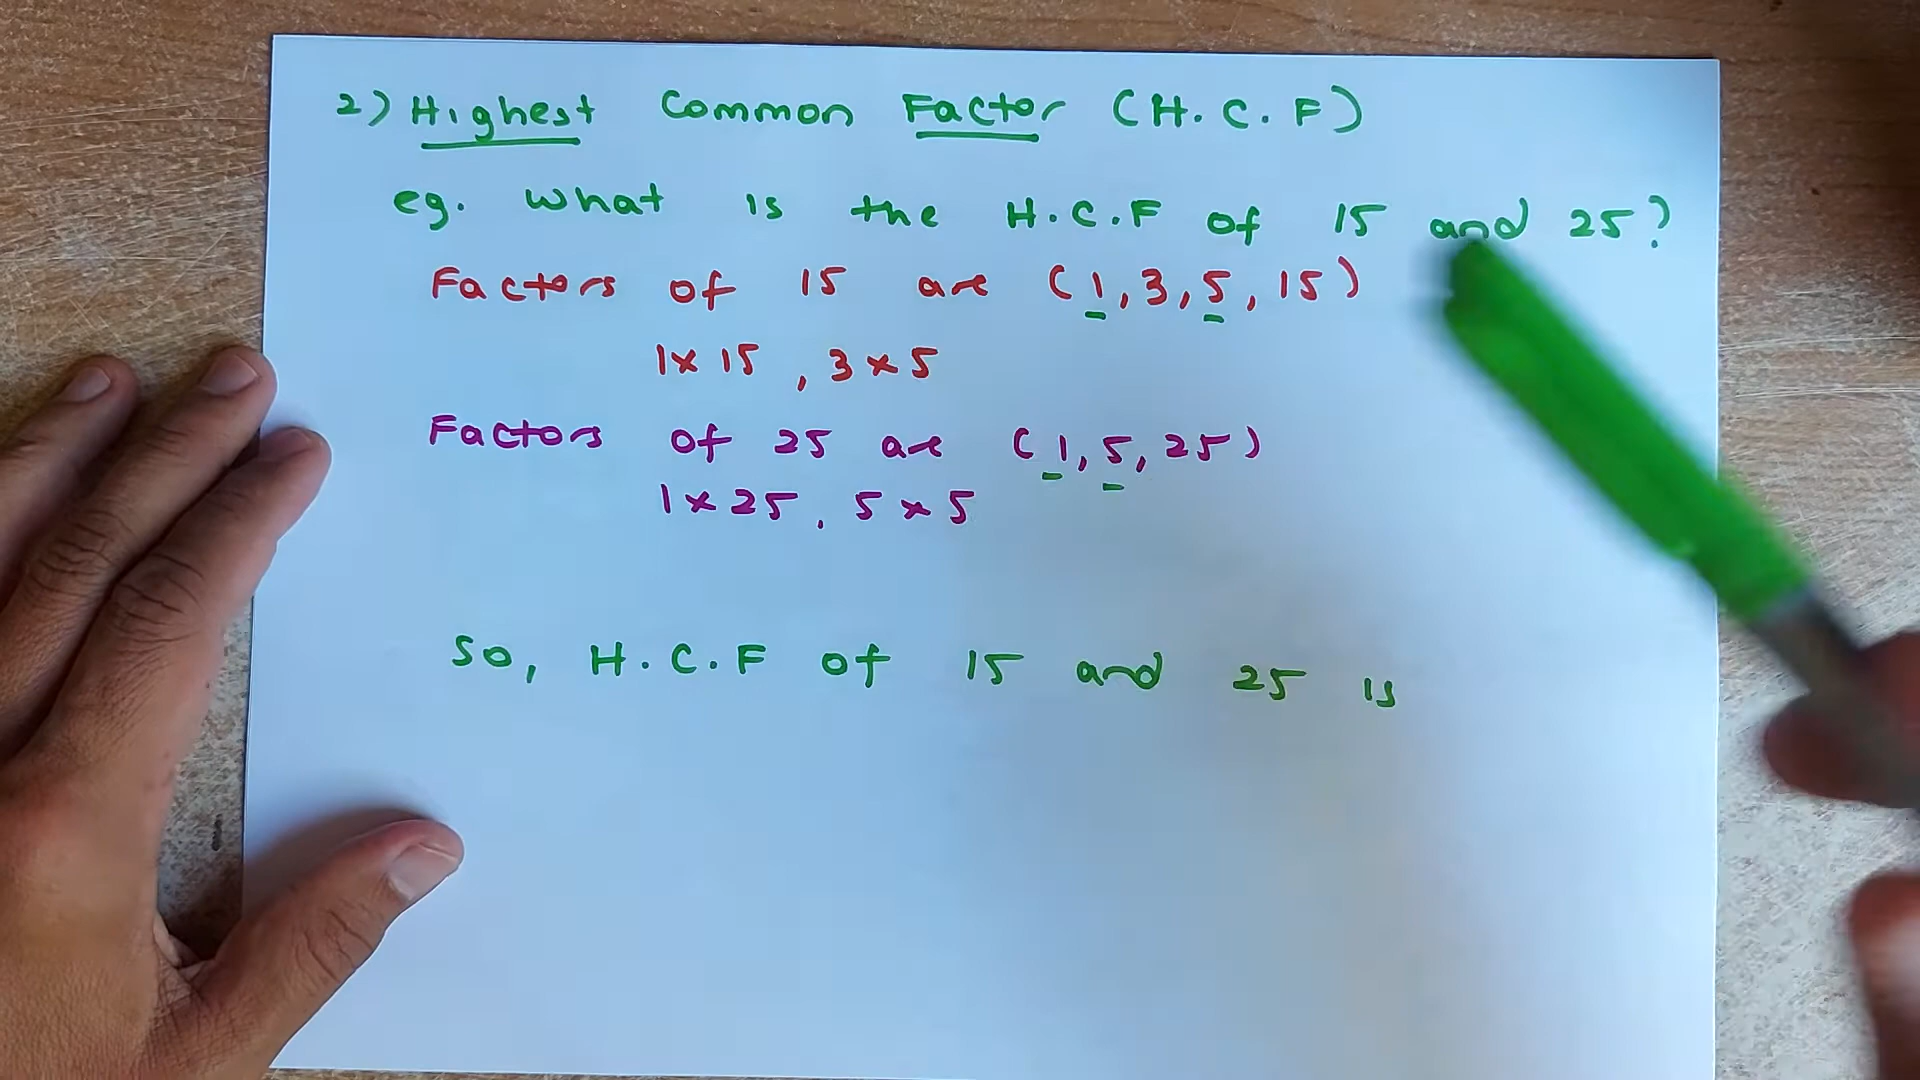 2) Highest Common Factor (H.C.F)
eg. what is the H.C.F of 15 and 25?
Factors of 15 are (1, 3, 5, 15)
1 x 15 , 3 x 5
Factors of 25 are (1, 5, 25)
1 x 25 , 5 x 5
So, H.C.F of 15 and 25 is